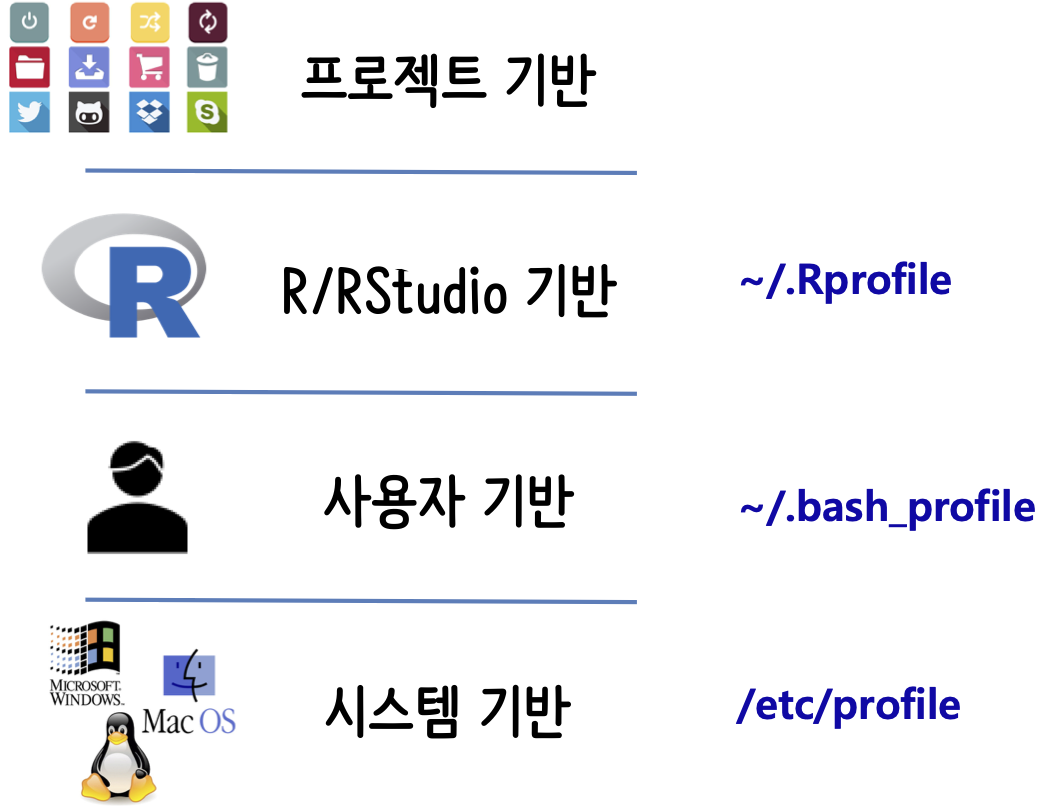 프로젝트 기반
R
R/RStudio 기반
~/.Rprofile
사용자 기반
~/.bash_profile
MICROSOFT
WINDOWS
Mac OS
시스템 기반
/etc/profile